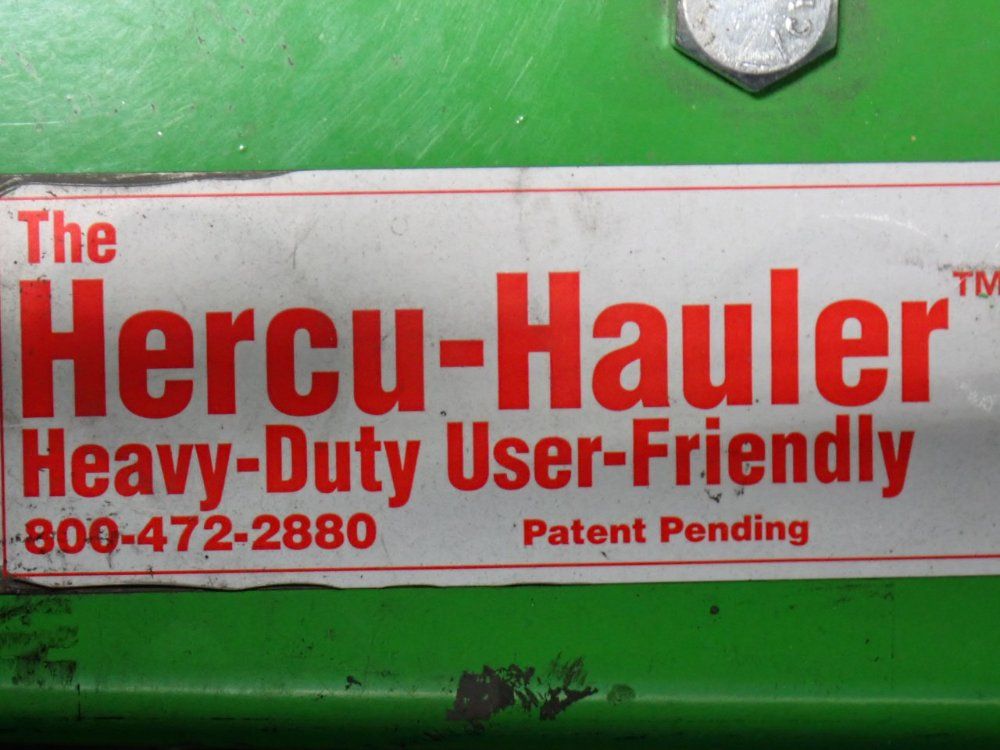 The
Hercu-Hauler™
Heavy-Duty User-Friendly
800-472-2880 Patent Pending